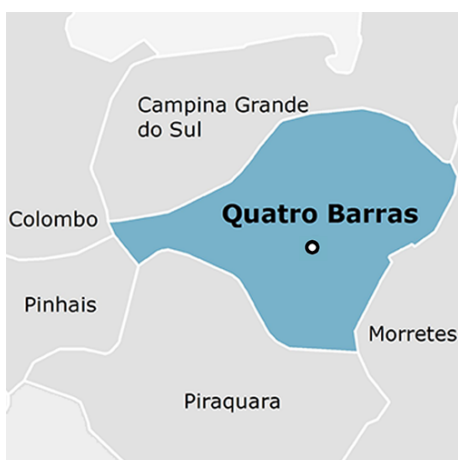 Campina Grande
do Sul
Colombo
Quatro Barras
Pinhais
Morretes
Piraquara